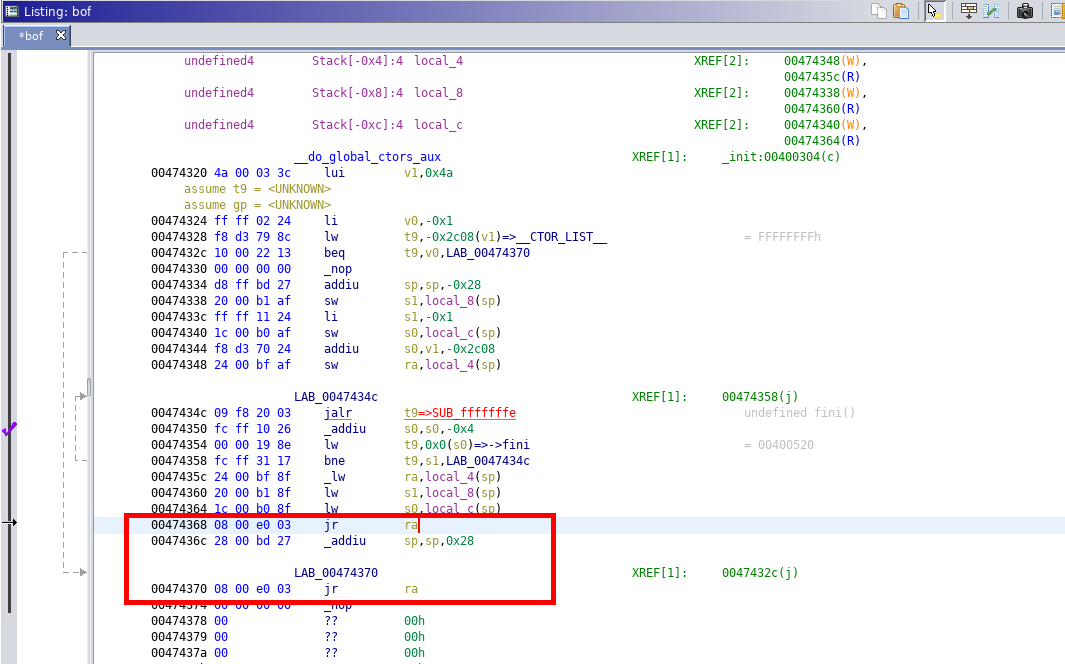 Listing: bof
*bof
undefined4 Stack[-0x4]:4 local_4 XREF[2]: 00474348(W),
0047435c(R)
undefined4 Stack[-0x8]:4 local_8 XREF[2]: 00474338(W),
00474360(R)
undefined4 Stack[-0xc]:4 local_c XREF[2]: 00474340(W),
00474364(R)
__do_global_ctors_aux XREF[1]: _init:00400304(c)
00474320 4a 00 03 3c lui v1,0x4a
assume t9 = <UNKNOWN>
assume gp = <UNKNOWN>
00474324 ff ff 02 24 li v0,-0x1
00474328 f8 d3 79 8c lw t9,-0x2c08(v1)=>__CTOR_LIST__ = FFFFFFFFh
0047432c 10 00 22 13 beq t9,v0,LAB_00474370
00474330 00 00 00 00 _nop
00474334 d8 ff bd 27 addiu sp,sp,-0x28
00474338 20 00 b1 af sw s1,local_8(sp)
0047433c ff ff 11 24 li s1,-0x1
00474340 1c 00 b0 af sw s0,local_c(sp)
00474344 f8 d3 70 24 addiu s0,v1,-0x2c08
00474348 24 00 bf af sw ra,local_4(sp)
LAB_0047434c XREF[1]: 00474358(j)
0047434c 09 f8 20 03 jalr t9=>SUB_fffffffe undefined fini()
00474350 fc ff 10 26 _addiu s0,s0,-0x4
00474354 00 00 19 8e lw t9,0x0(s0)=>->fini = 00400520
00474358 fc ff 31 17 bne t9,s1,LAB_0047434c
0047435c 24 00 bf 8f _lw ra,local_4(sp)
00474360 20 00 b1 8f lw s1,local_8(sp)
00474364 1c 00 b0 8f lw s0,local_c(sp)
00474368 08 00 e0 03 jr ra
0047436c 28 00 bd 27 _addiu sp,sp,0x28
LAB_00474370 XREF[1]: 0047432c(j)
00474370 08 00 e0 03 jr ra
00474374 00 00 00 00 _nop
00474378 00 ?? 00h
00474379 00 ?? 00h
0047437a 00 ?? 00h